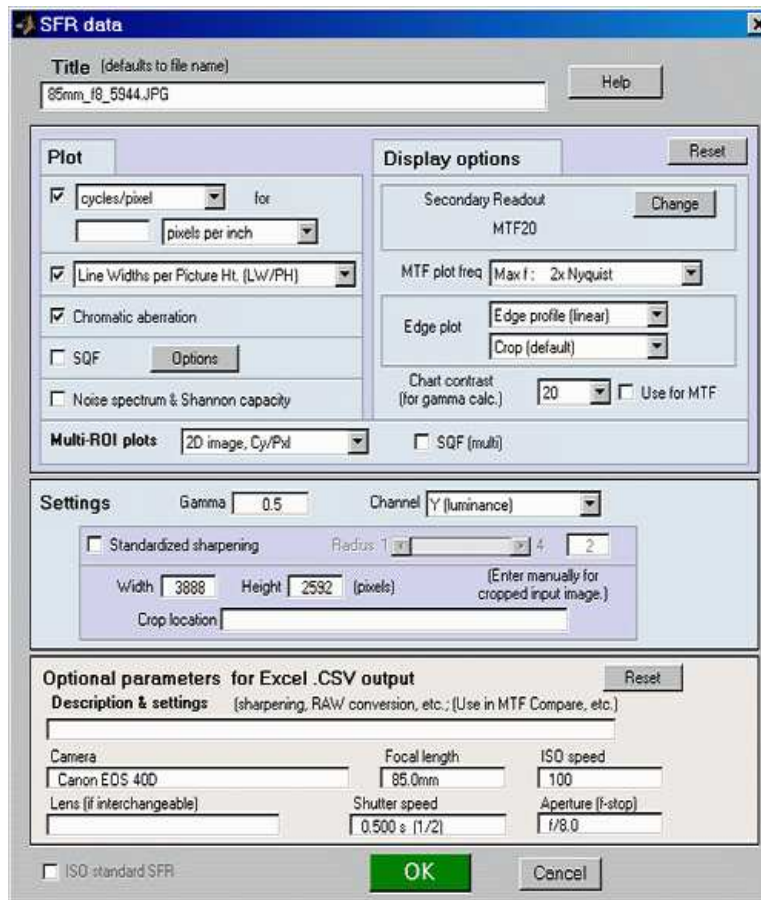 SFR data
Title (defaults to file name)
Help
85mm_f8_5944.JPG
Plot
Display options
Reset
cycles/pixel for
pixels per inch
Secondary Readout
Change
MTF20
Line Widths per Picture Ht. (LW/PH)
MTF plot freq Max f : 2x Nyquist
Chromatic aberration
Edge plot
Edge profile (linear)
Crop (default)
SQF Options
Chart contrast
(for gamma calc.)
20 Use for MTF
Noise spectrum & Shannon capacity
Multi-ROI plots 2D image, Cy/Pxl SQF (multi)
Settings Gamma 0.5 Channel Y (luminance)
Standardized sharpening Radius 1 4 2
Width 3888 Height 2592 (pixels)
(Enter manually for
cropped input image.)
Crop location
Optional parameters for Excel .CSV output
Reset
Description & settings (sharpening, RAW conversion, etc.; (Use in MTF Compare, etc.)
Camera Focal length ISO speed
Canon EOS 40D 85.0mm 100
Lens (if interchangeable) Shutter speed Aperture (f-stop)
0.500 s (1/2) f/8.0
ISO standard SFR OK Cancel